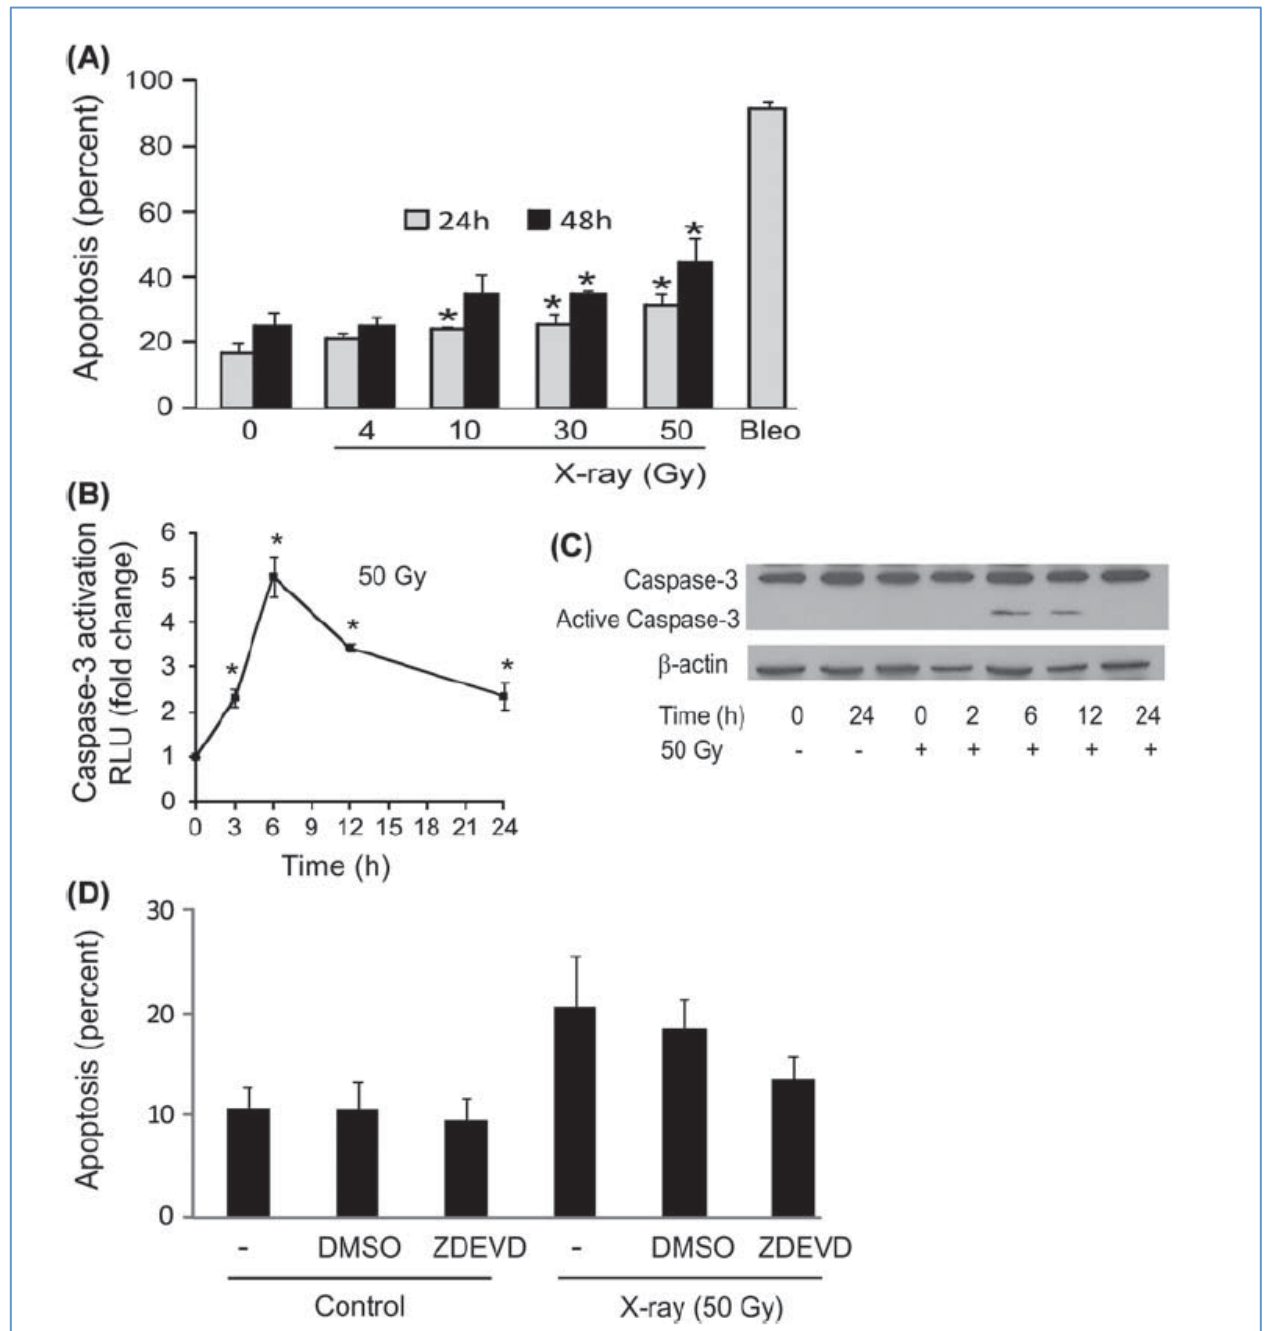 (A)
Apoptosis (percent)
100
80
60
40
20
0
24h 48h
* * * * *
0 4 10 30 50 Bleo
X-ray (Gy)
(B)
Caspase-3 activation
RLU (fold change)
6
5
4
3
2
1
0
50 Gy
* * * *
0 3 6 9 12 15 18 21 24
Time (h)
(C)
Caspase-3
Active Caspase-3
β-actin
Time (h) 0 24 0 2 6 12 24
50 Gy - - + + + + +
(D)
Apoptosis (percent)
30
20
10
0
- DMSO ZDEVD - DMSO ZDEVD
Control X-ray (50 Gy)